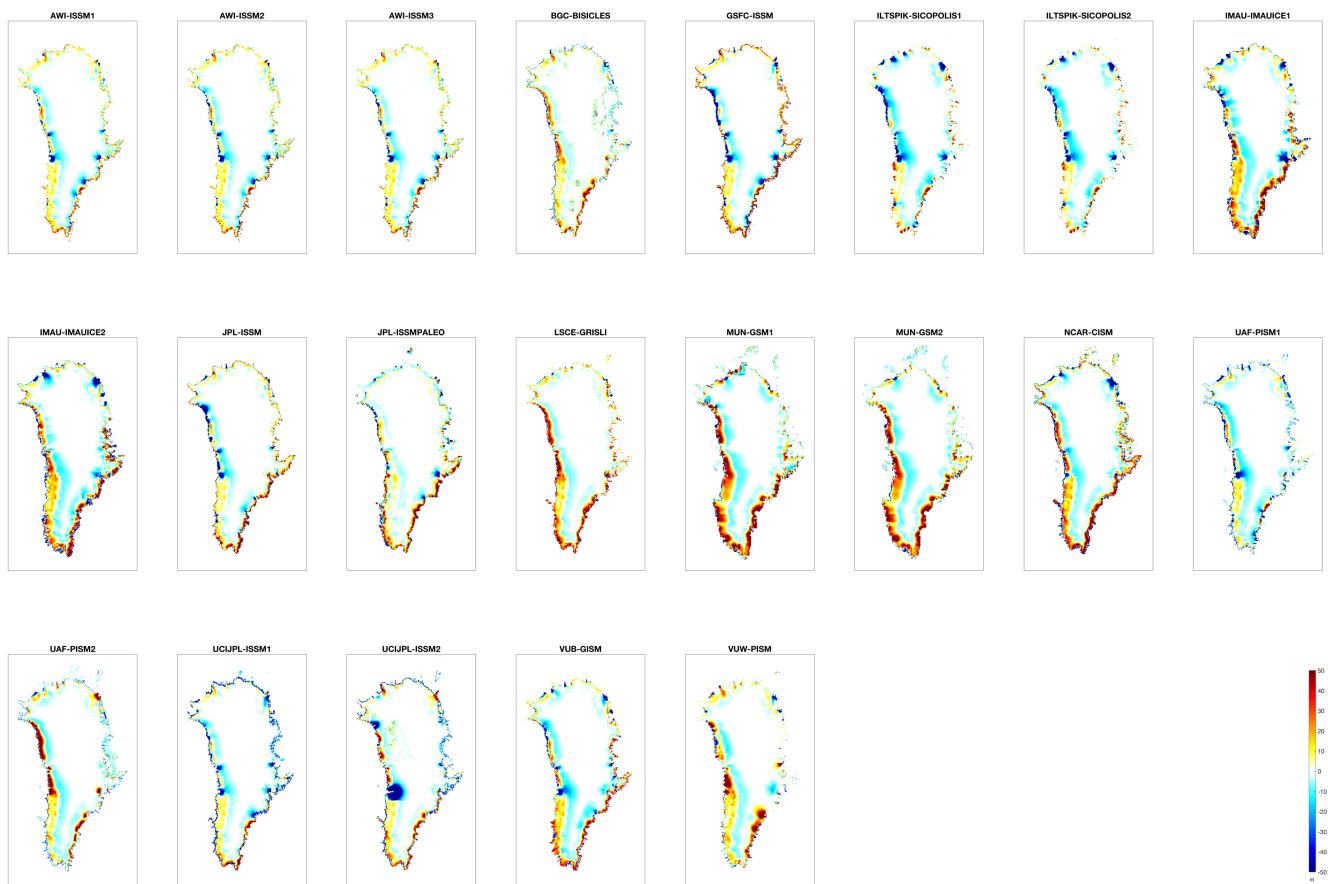 AWI-ISSM1
AWI-ISSM2
AWI-ISSM3
BGC-BISICLES
GSFC-ISSM
ILTSPIK-SICOPOLIS1
ILTSPIK-SICOPOLIS2
IMAU-IMAUICE1
IMAU-IMAUICE2
JPL-ISSM
JPL-ISSMPALEO
LSCE-GRISLI
MUN-GSM1
MUN-GSM2
NCAR-CISM
UAF-PISM1
UAF-PISM2
UCIJPL-ISSM1
UCIJPL-ISSM2
VUB-GISM
VUW-PISM
50
40
30
20
10
0
-10
-20
-30
-40
-50
m